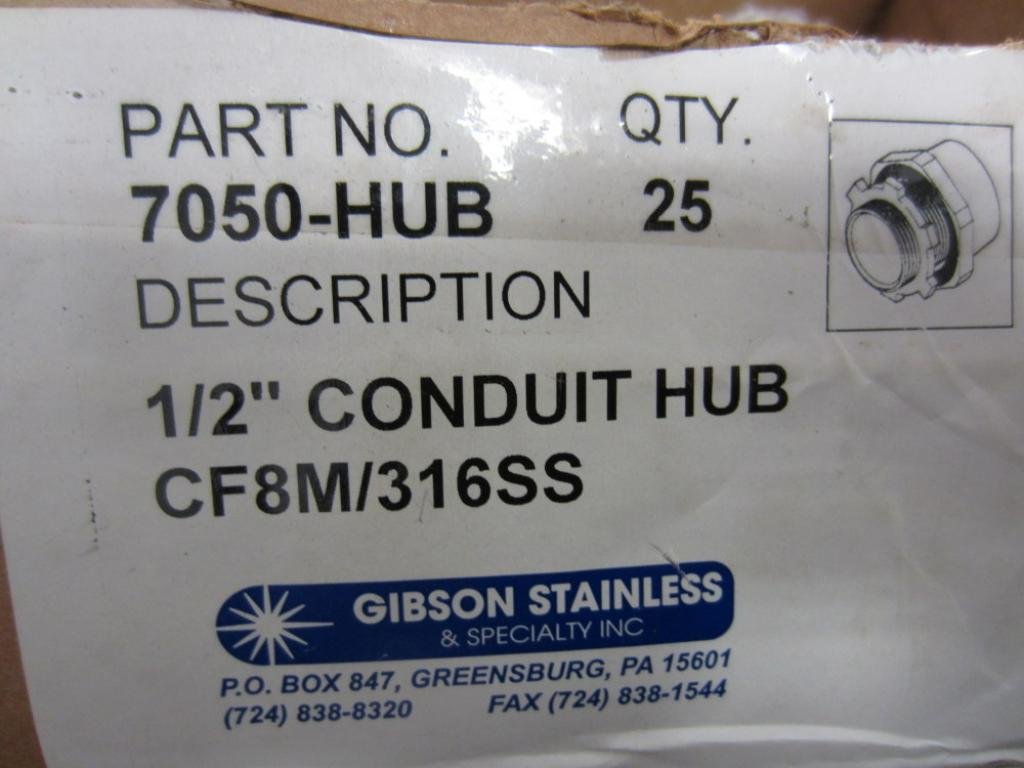 PART NO. QTY.
7050-HUB 25
DESCRIPTION
1/2" CONDUIT HUB
CF8M/316SS
GIBSON STAINLESS
& SPECIALTY INC
P.O. BOX 847, GREENSBURG, PA 15601
(724) 838-8320 FAX (724) 838-1544